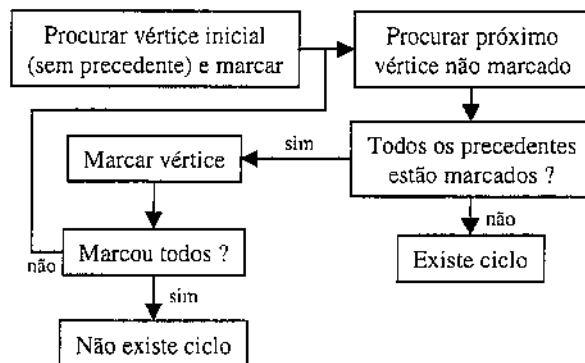 Procurar vértice inicial
(sem precedente) e marcar
Procurar próximo
vértice não marcado
Todos os precedentes
estão marcados ?
sim
Marcar vértice
não
Existe ciclo
Marcou todos ?
não
sim
Não existe ciclo